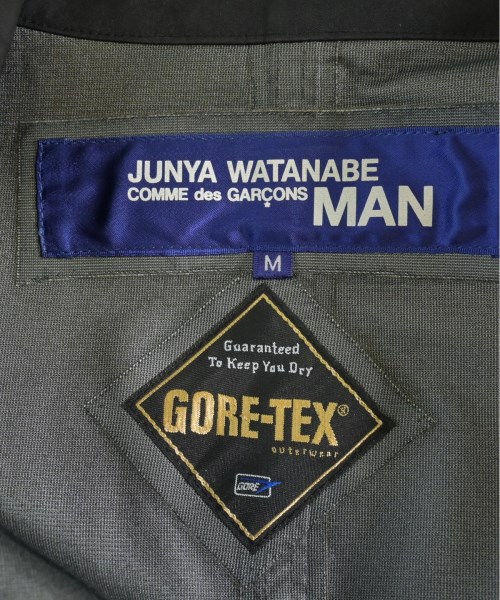 JUNYA WATANABE
COMME des GARÇONS MAN
M
Guaranteed
To Keep You Dry
GORE-TEX®
outerwear
GORE